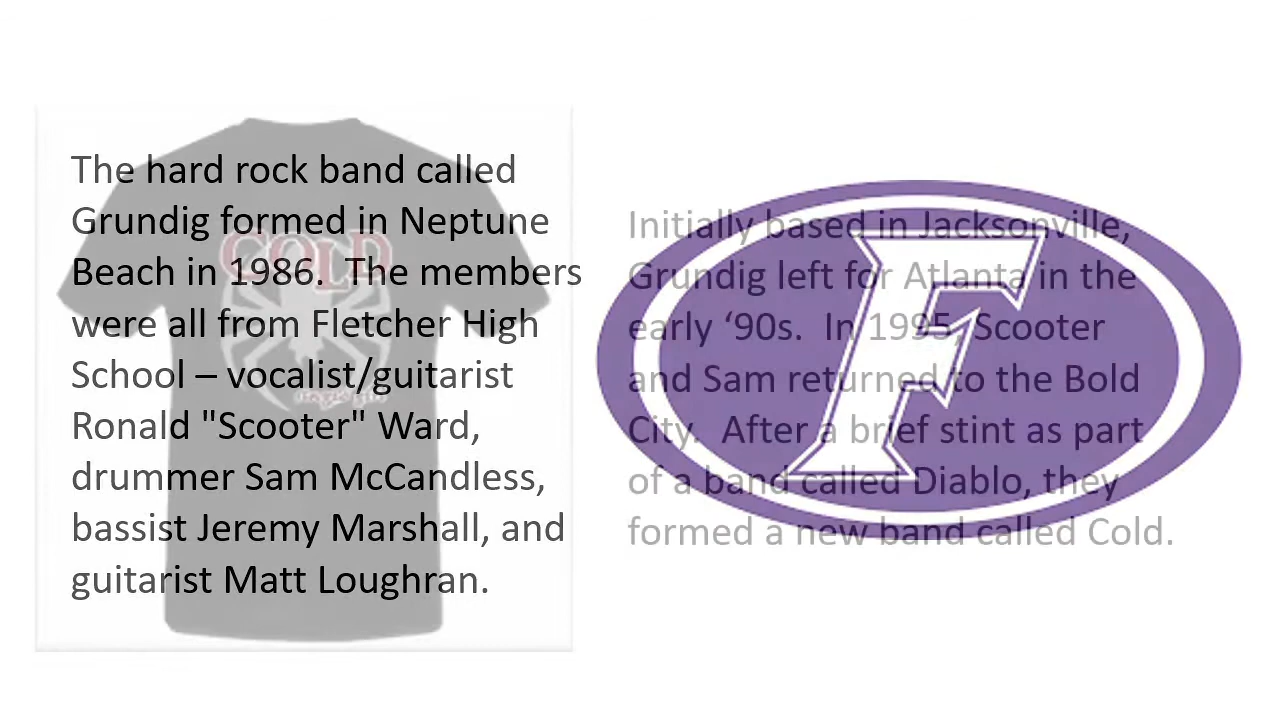 The hard rock band called
Grundig formed in Neptune
Beach in 1986.  The members
were all from Fletcher High
School – vocalist/guitarist
Ronald "Scooter" Ward,
drummer Sam McCandless,
bassist Jeremy Marshall, and
guitarist Matt Loughran.
COLD
Initially based in Jacksonville,
Grundig left for Atlanta in the
early ‘90s.  In 1995, Scooter
and Sam returned to the Bold
City.  After a brief stint as part
of a band called Diablo, they
formed a new band called Cold.
F